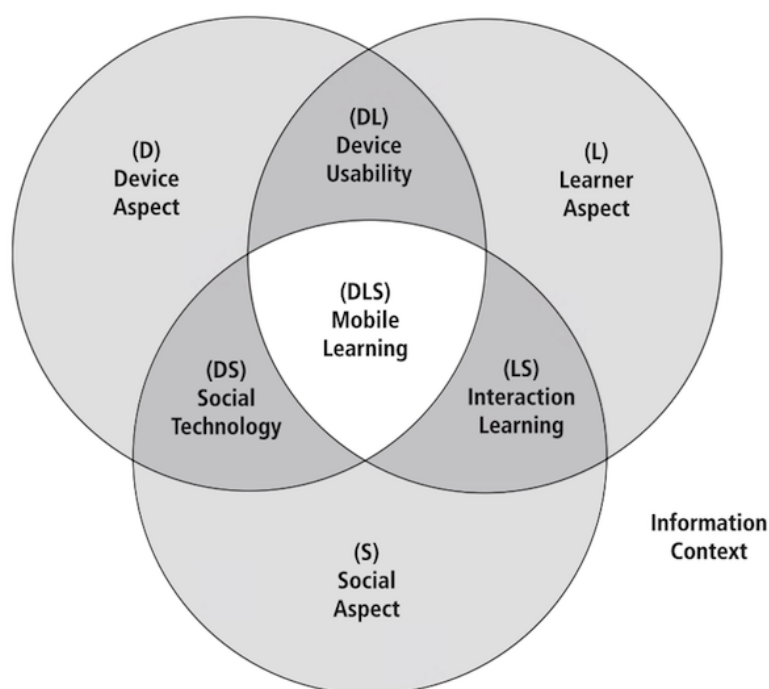 (DL)
Device
Usability
(D)
Device
Aspect
(L)
Learner
Aspect
(DLS)
Mobile
Learning
(DS)
Social
Technology
(LS)
Interaction
Learning
Information
Context
(S)
Social
Aspect